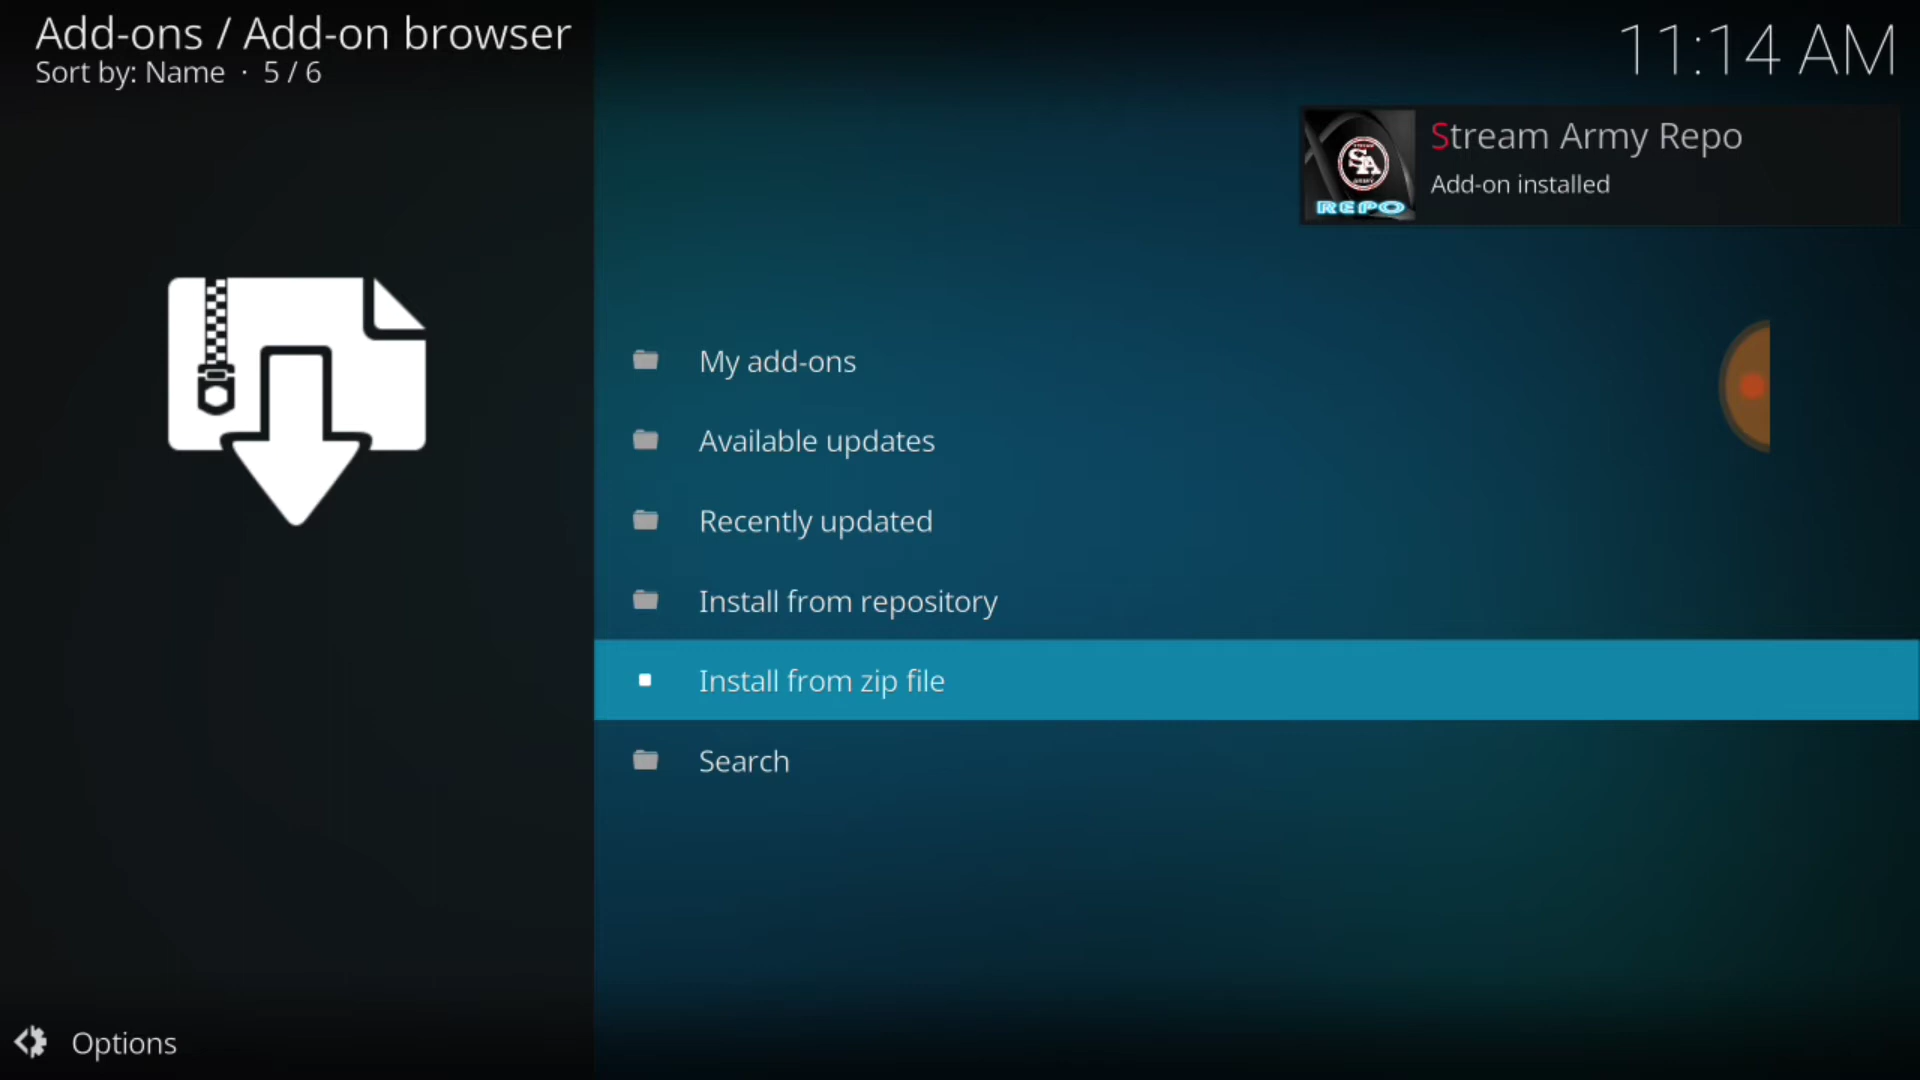 Add-ons / Add-on browser
Sort by: Name · 5 / 6
11:14 AM
Stream Army Repo
Add-on installed
SA
REPO
My add-ons
Available updates
Recently updated
Install from repository
Install from zip file
Search
Options